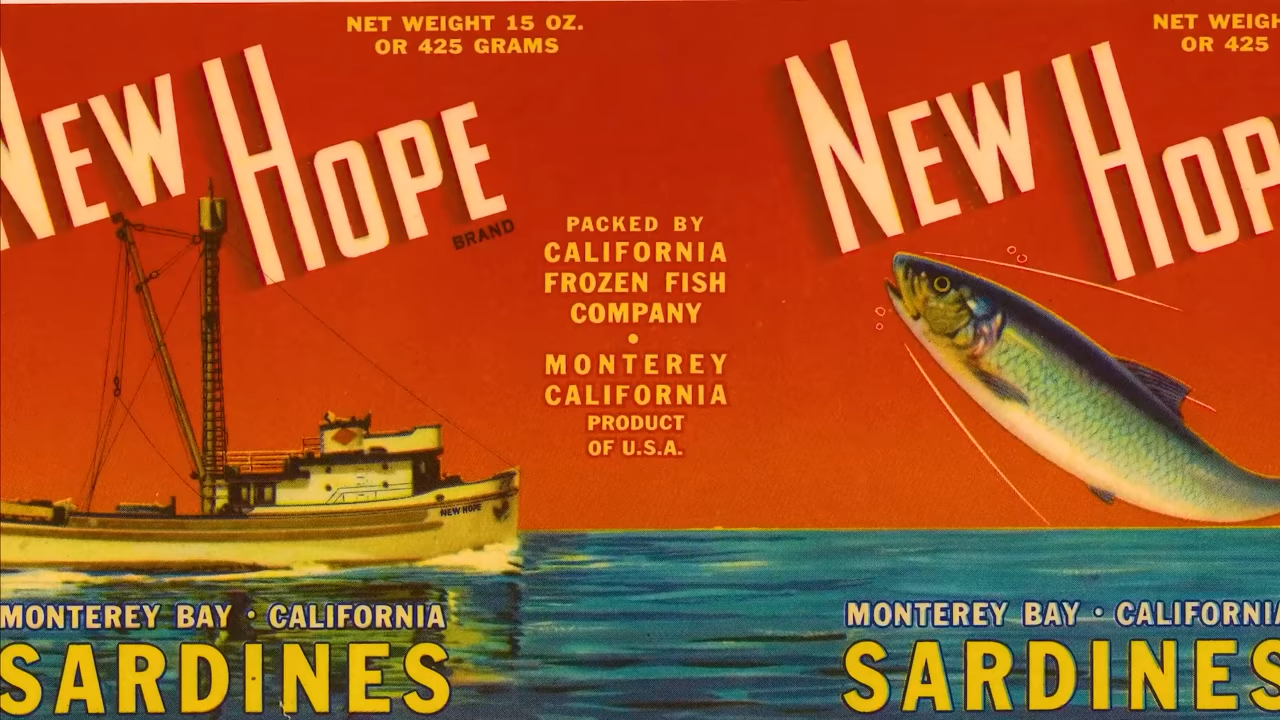 NET WEIGHT 15 OZ.
OR 425 GRAMS
NEW HOPE
BRAND
NEW HOPE
MONTEREY BAY • CALIFORNIA
SARDINES
PACKED BY
CALIFORNIA
FROZEN FISH
COMPANY
•
MONTEREY
CALIFORNIA
PRODUCT
OF U.S.A.
NET WEIGH
OR 425
NEW HOP
MONTEREY BAY • CALIFORNIA
SARDINES